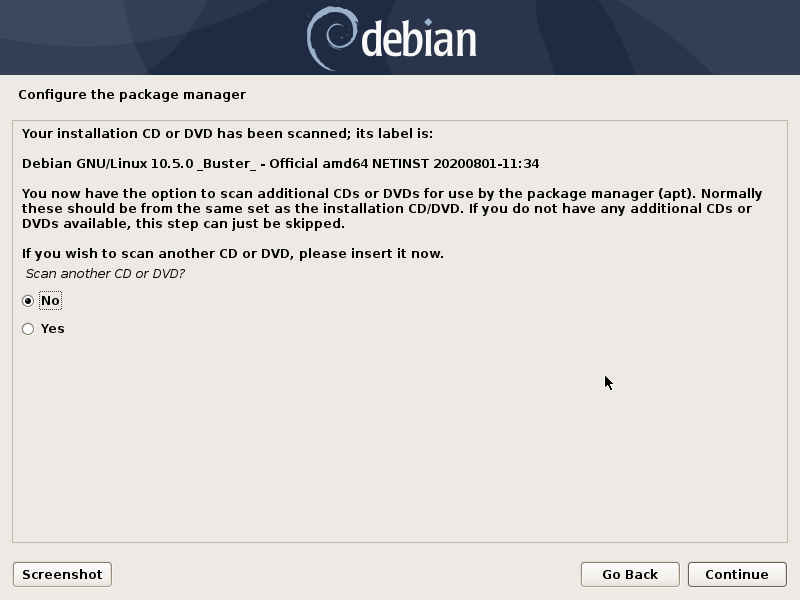 debian
Configure the package manager
Your installation CD or DVD has been scanned; its label is:
Debian GNU/Linux 10.5.0 _Buster_ - Official amd64 NETINST 20200801-11:34
You now have the option to scan additional CDs or DVDs for use by the package manager (apt). Normally
these should be from the same set as the installation CD/DVD. If you do not have any additional CDs or
DVDs available, this step can just be skipped.
If you wish to scan another CD or DVD, please insert it now.
Scan another CD or DVD?
No
Yes
Screenshot
Go Back
Continue